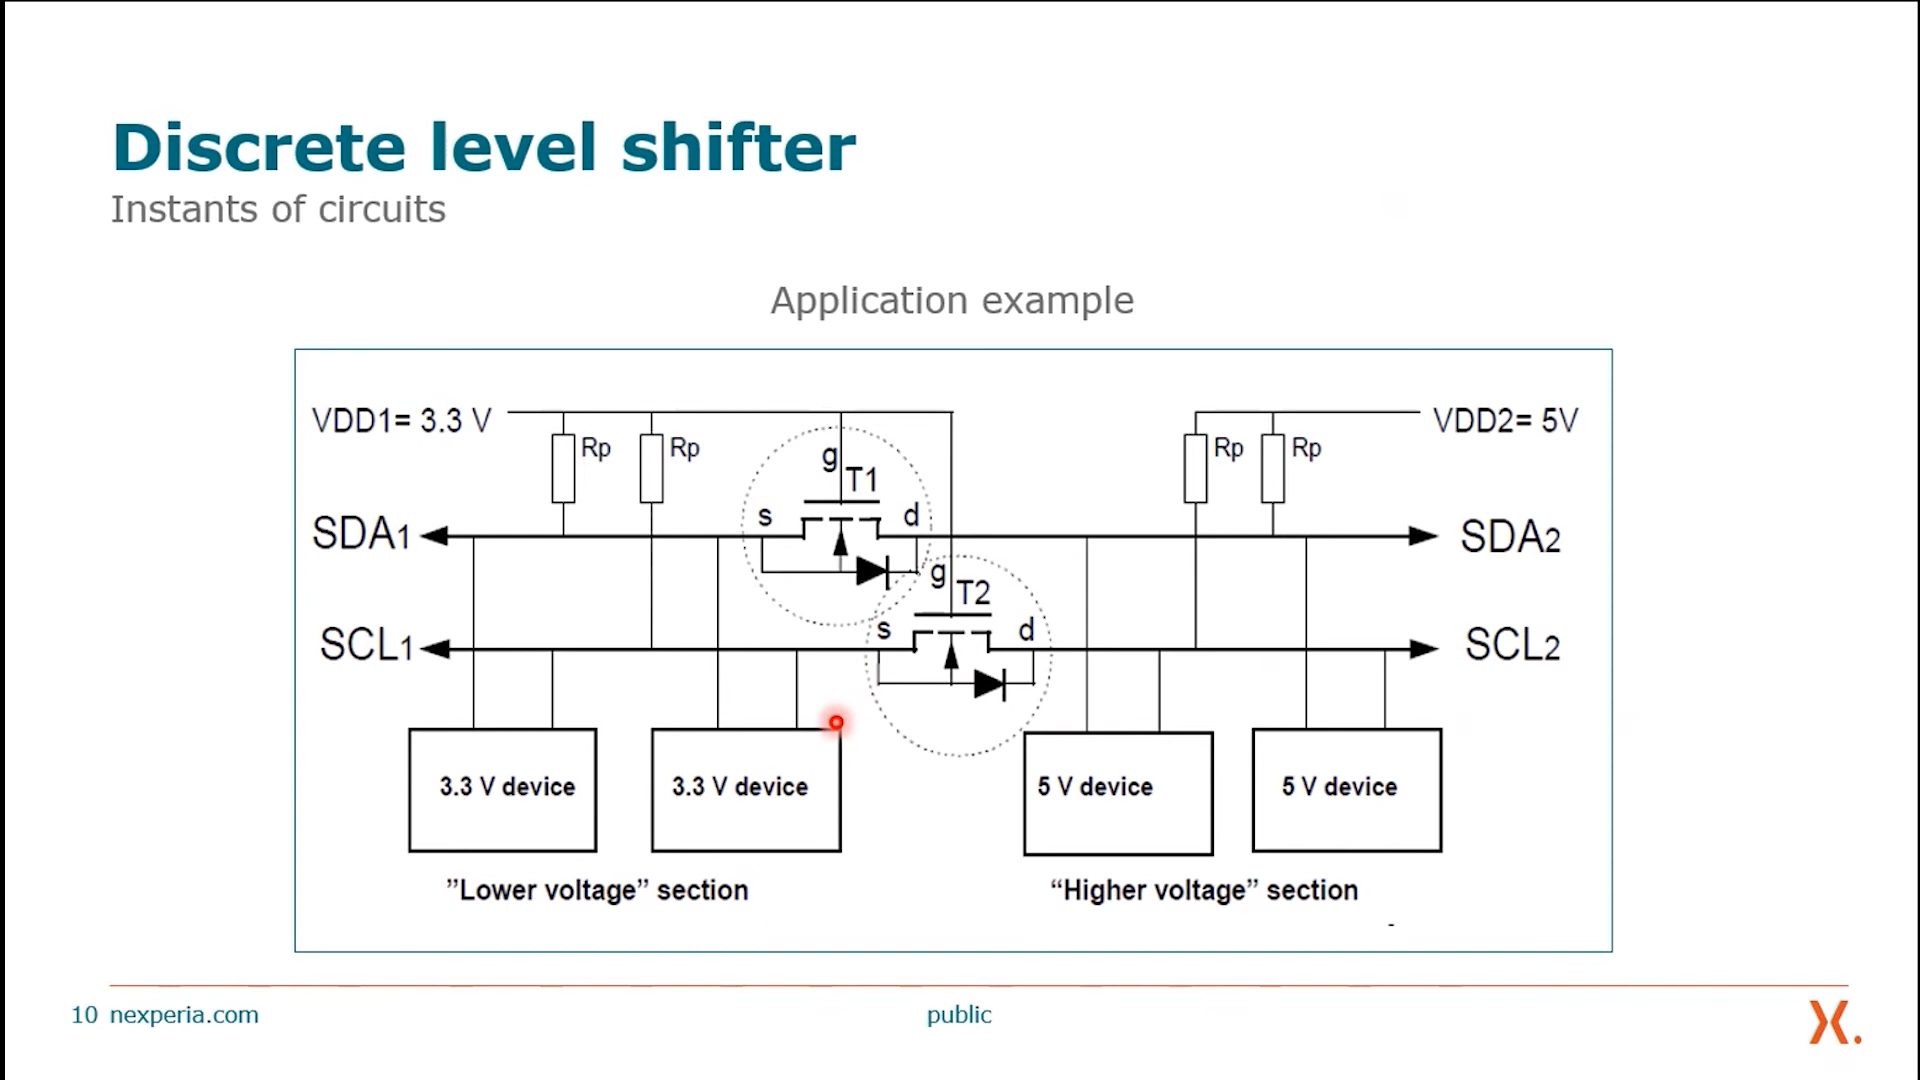 Discrete level shifter
Instants of circuits
Application example
VDD1= 3.3 V
Rp
Rp
g
T1
s
d
Rp
Rp
VDD2= 5V
SDA1
SDA2
g
T2
s
d
SCL1
SCL2
3.3 V device
3.3 V device
5 V device
5 V device
”Lower voltage” section
“Higher voltage” section
-
10 nexperia.com
public